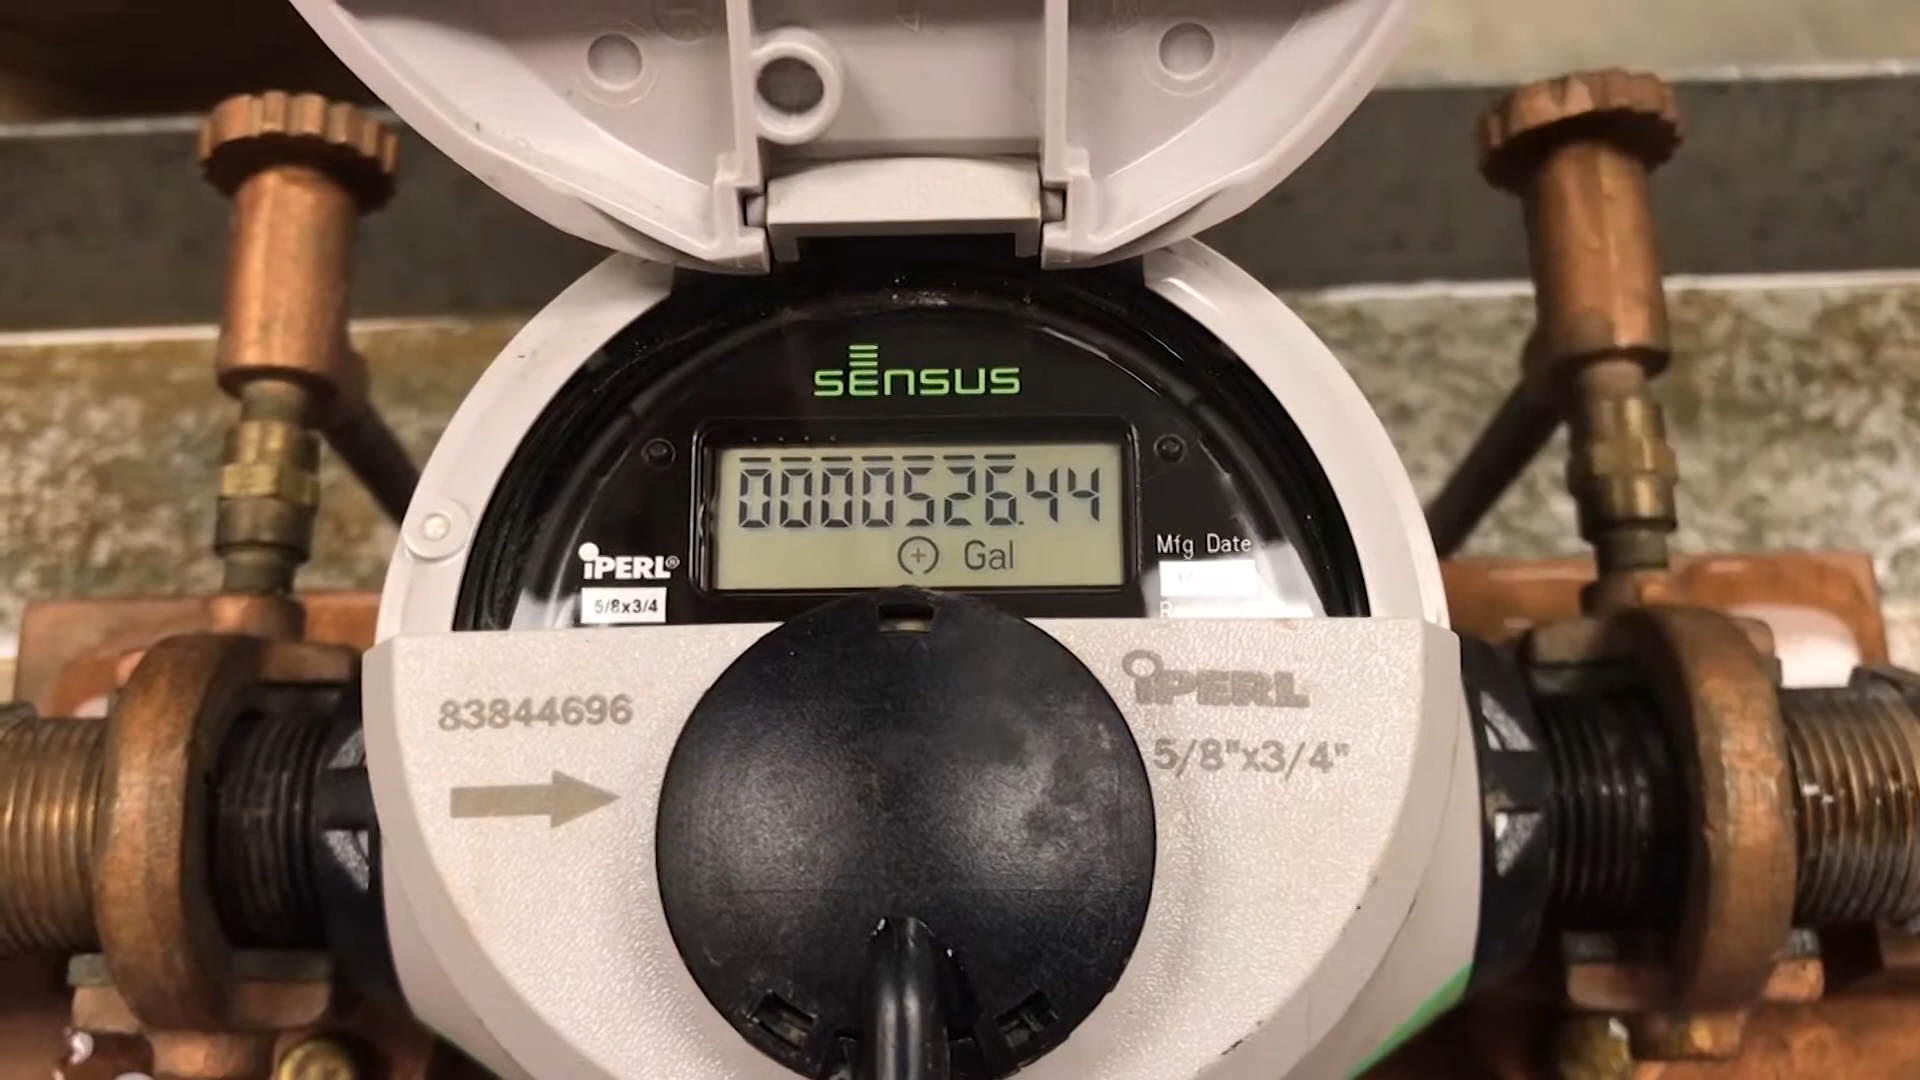 sensus
000052644
Gal
iPERL®
5/8x3/4
Mfg Date
83844696
iPERL
5/8"x3/4"